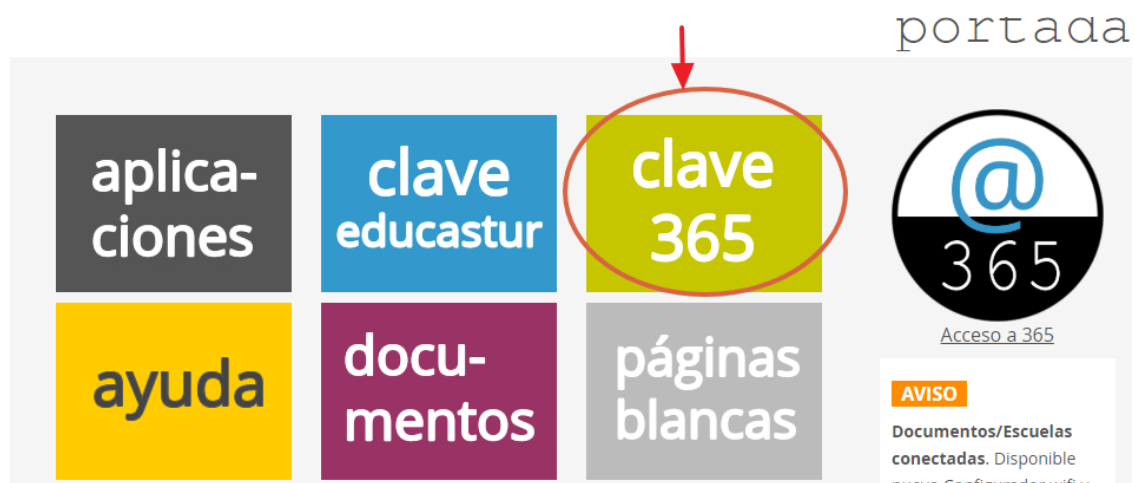 portada
aplica-
ciones
clave
educastur
clave
365
@
365
Acceso a 365
ayuda
docu-
mentos
páginas
blancas
AVISO
Documentos/Escuelas
conectadas. Disponible